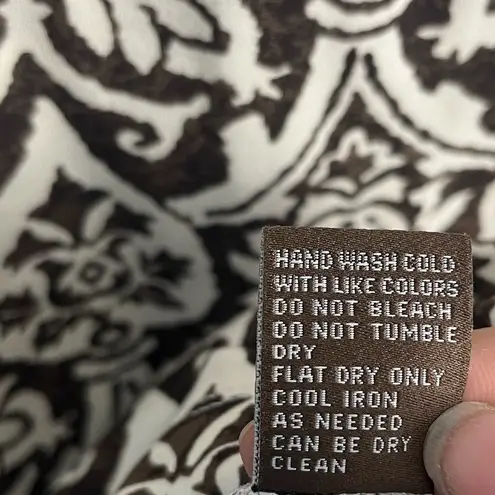 HAND WASH COLD
WITH LIKE COLORS
DO NOT BLEACH
DO NOT TUMBLE
DRY
FLAT DRY ONLY
COOL IRON
AS NEEDED
CAN BE DRY
CLEAN